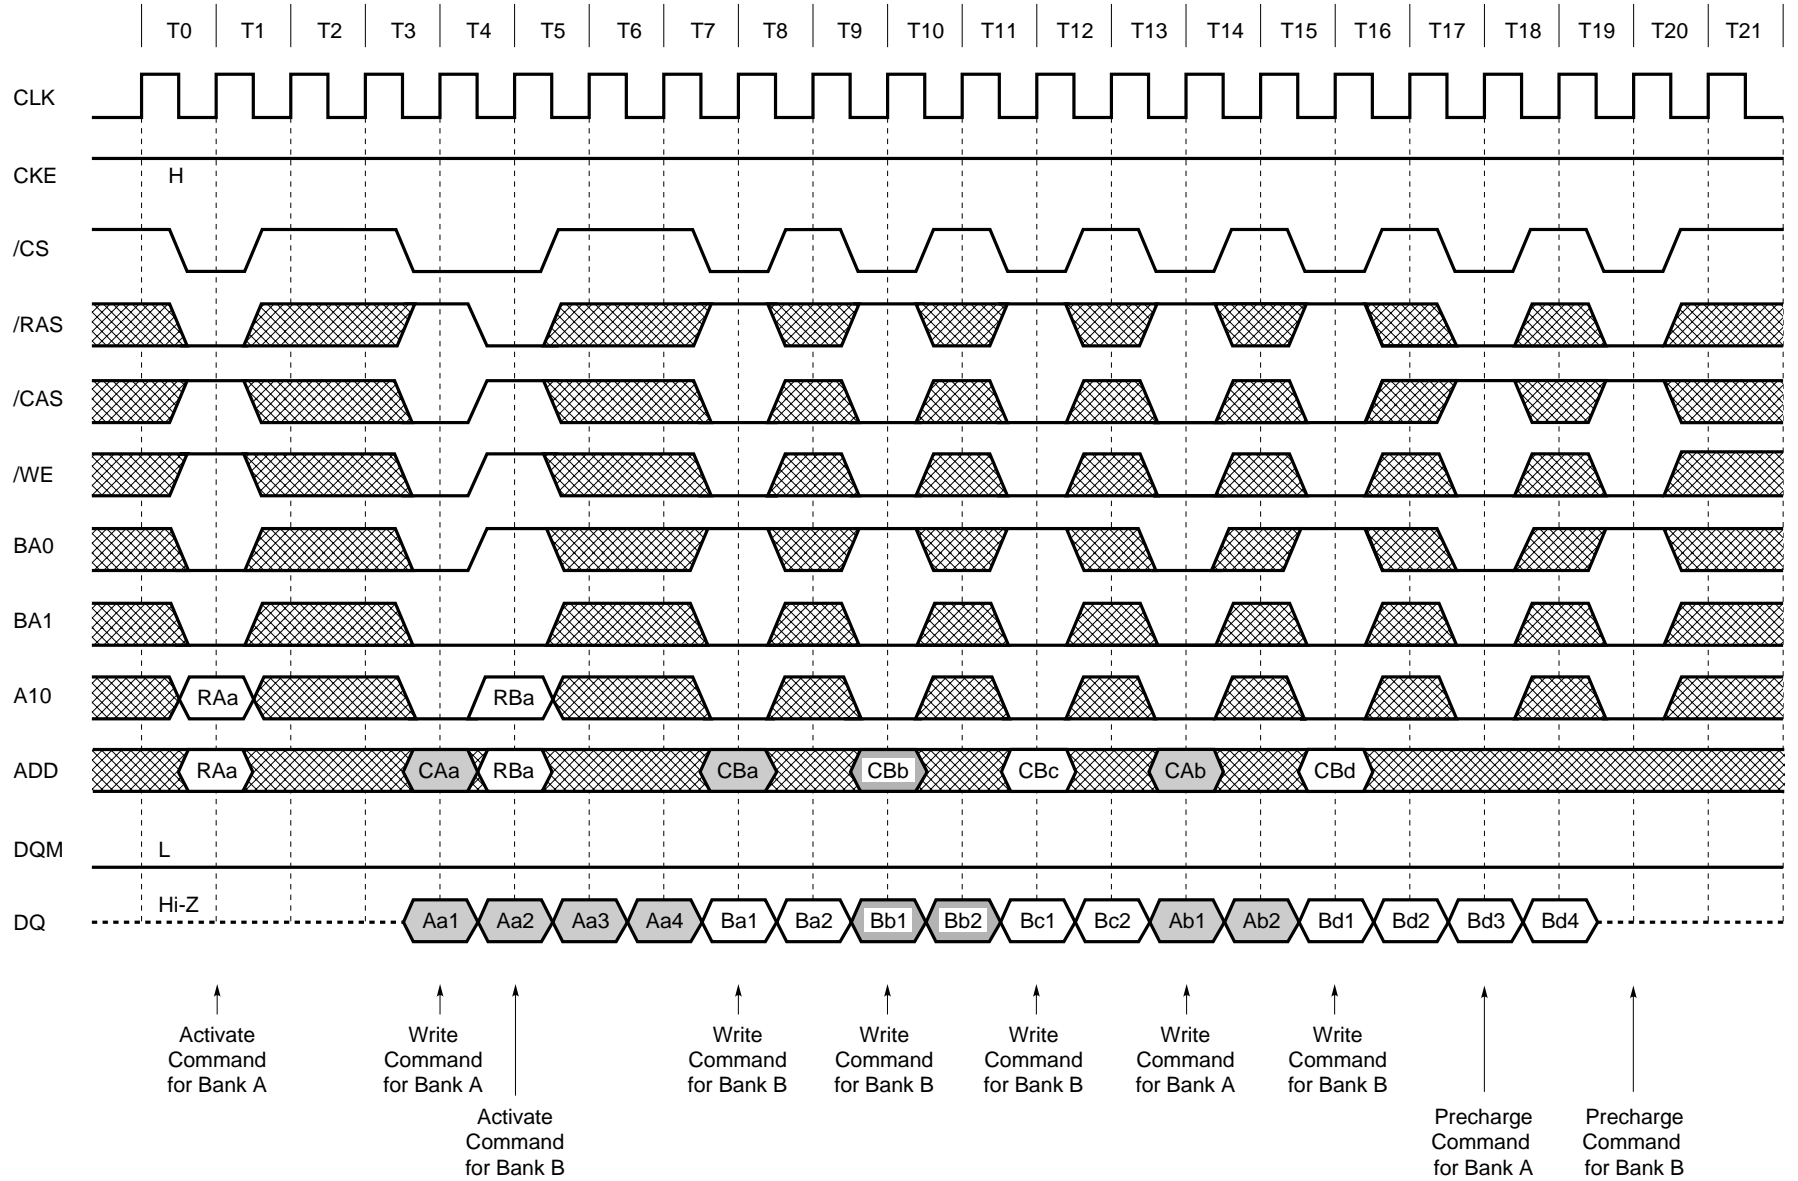 T0 T1 T2 T3 T4 T5 T6 T7 T8 T9 T10 T11 T12 T13 T14 T15 T16 T17 T18 T19 T20 T21
CLK
CKE H
/CS
/RAS
/CAS
/WE
BA0
BA1
A10 RAa RBa
ADD RAa CAa RBa CBa CBb CBc CAb CBd
DQM L
Hi-Z
DQ Aa1 Aa2 Aa3 Aa4 Ba1 Ba2 Bb1 Bb2 Bc1 Bc2 Ab1 Ab2 Bd1 Bd2 Bd3 Bd4
Activate
Command
for Bank A
Write
Command
for Bank A
Activate
Command
for Bank B
Write
Command
for Bank B
Write
Command
for Bank B
Write
Command
for Bank B
Write
Command
for Bank A
Write
Command
for Bank B
Precharge
Command
for Bank A
Precharge
Command
for Bank B